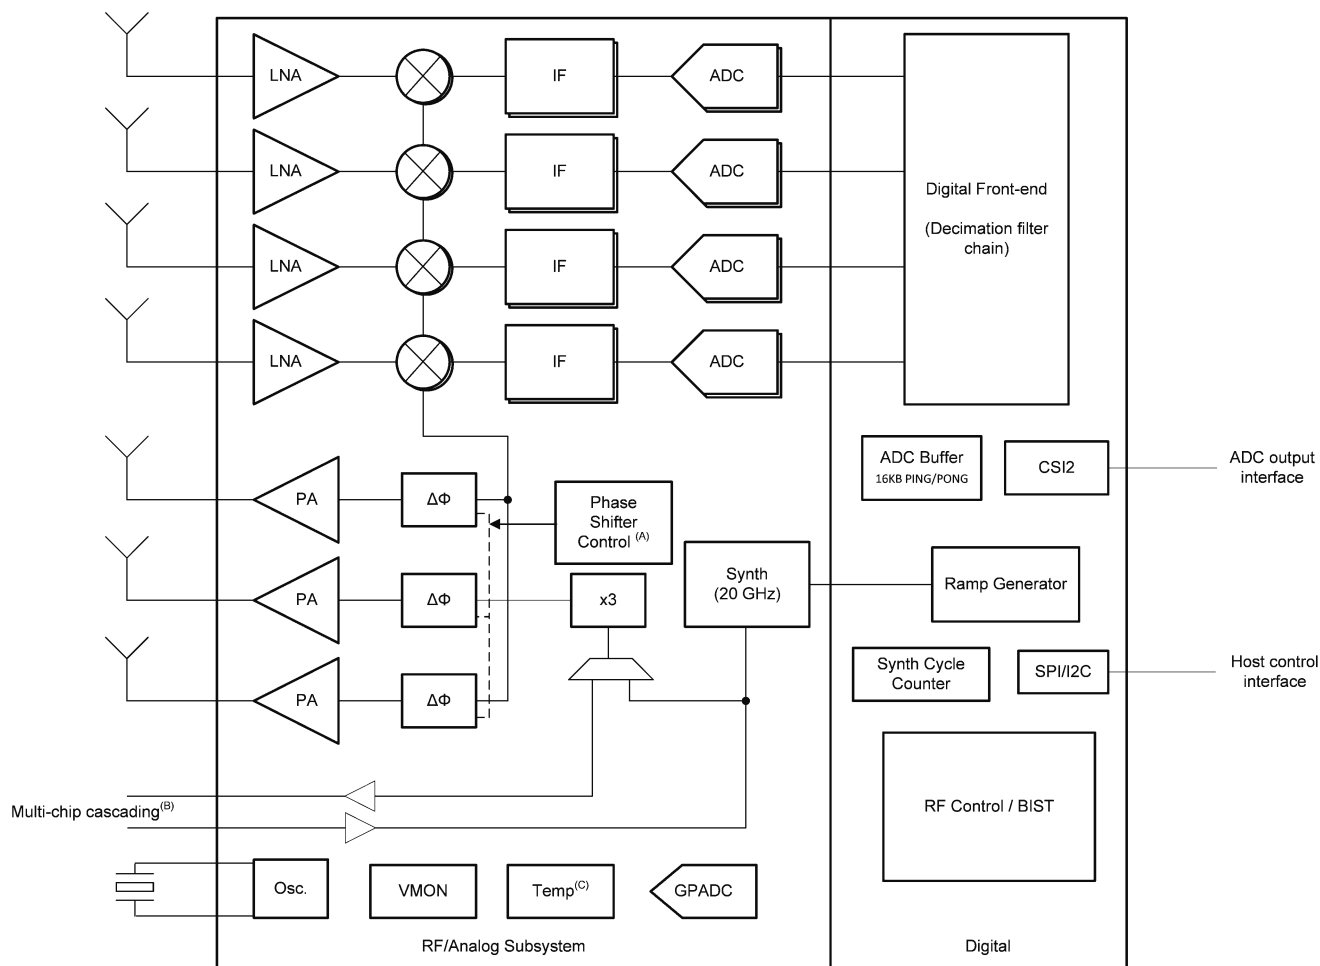 LNA
IF
ADC
LNA
IF
ADC
LNA
IF
ADC
LNA
IF
ADC
Digital Front-end
(Decimation filter
chain)
ADC Buffer
16KB PING/PONG
CSI2
ADC output
interface
PA
ΔΦ
Phase
Shifter
Control (A)
PA
ΔΦ
x3
Synth
(20 GHz)
Ramp Generator
PA
ΔΦ
Synth Cycle
Counter
SPI/I2C
Host control
interface
Multi-chip cascading(B)
RF Control / BIST
Osc.
VMON
Temp(C)
GPADC
RF/Analog Subsystem
Digital